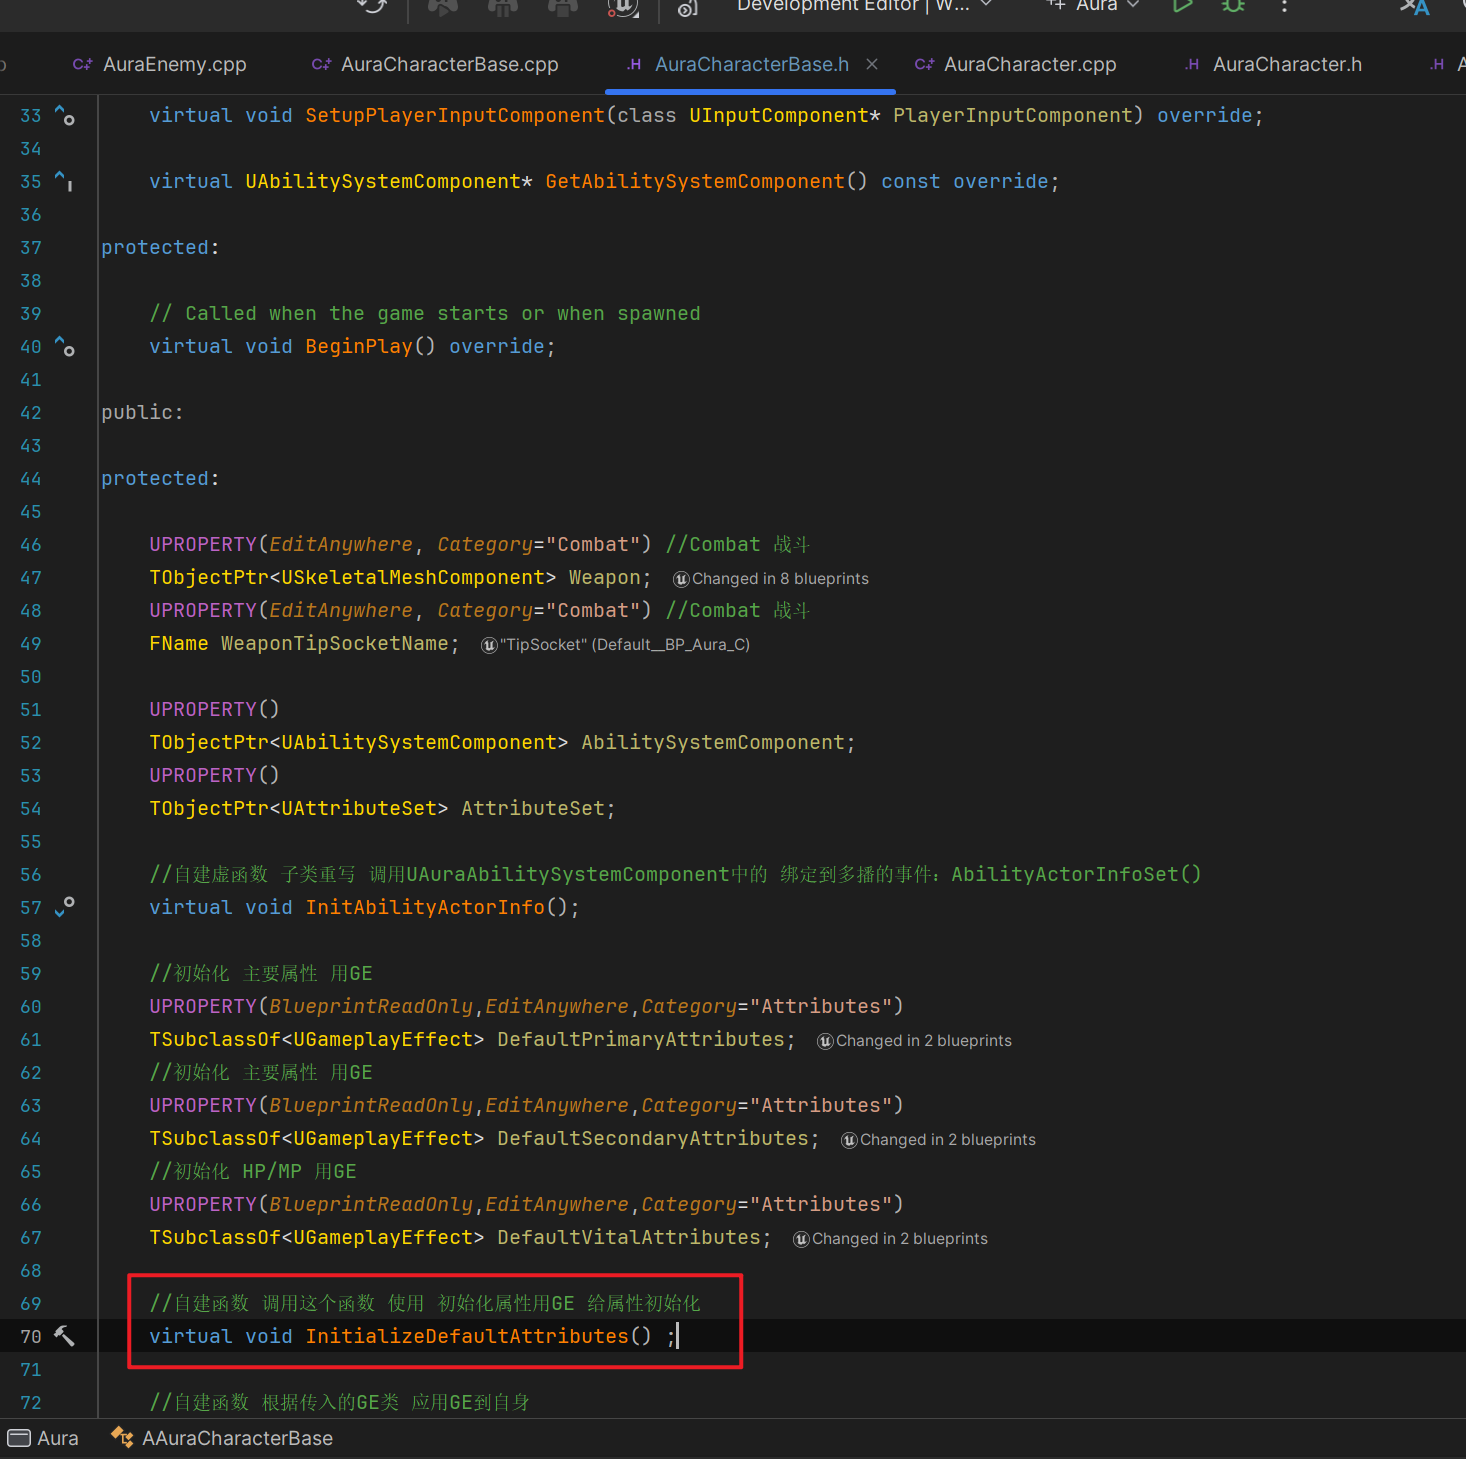 Development Editor | W... Aura
AuraEnemy.cpp AuraCharacterBase.cpp AuraCharacterBase.h AuraCharacter.cpp AuraCharacter.h
33 virtual void SetupPlayerInputComponent(class UInputComponent* PlayerInputComponent) override;
34
35 virtual UAbilitySystemComponent* GetAbilitySystemComponent() const override;
36
37 protected:
38
39 // Called when the game starts or when spawned
40 virtual void BeginPlay() override;
41
42 public:
43
44 protected:
45
46 UPROPERTY(EditAnywhere, Category="Combat") //Combat 战斗
47 TObjectPtr<USkeletalMeshComponent> Weapon; Changed in 8 blueprints
48 UPROPERTY(EditAnywhere, Category="Combat") //Combat 战斗
49 FName WeaponTipSocketName; "TipSocket" (Default__BP_Aura_C)
50
51 UPROPERTY()
52 TObjectPtr<UAbilitySystemComponent> AbilitySystemComponent;
53 UPROPERTY()
54 TObjectPtr<UAttributeSet> AttributeSet;
55
56 //自建虚函数 子类重写 调用UAuraAbilitySystemComponent中的 绑定到多播的事件：AbilityActorInfoSet()
57 virtual void InitAbilityActorInfo();
58
59 //初始化 主要属性 用GE
60 UPROPERTY(BlueprintReadOnly,EditAnywhere,Category="Attributes")
61 TSubclassOf<UGameplayEffect> DefaultPrimaryAttributes; Changed in 2 blueprints
62 //初始化 主要属性 用GE
63 UPROPERTY(BlueprintReadOnly,EditAnywhere,Category="Attributes")
64 TSubclassOf<UGameplayEffect> DefaultSecondaryAttributes; Changed in 2 blueprints
65 //初始化 HP/MP 用GE
66 UPROPERTY(BlueprintReadOnly,EditAnywhere,Category="Attributes")
67 TSubclassOf<UGameplayEffect> DefaultVitalAttributes; Changed in 2 blueprints
68
69 //自建函数 调用这个函数 使用 初始化属性用GE 给属性初始化
70 virtual void InitializeDefaultAttributes() ;
71
72 //自建函数 根据传入的GE类 应用GE到自身
Aura AAuraCharacterBase